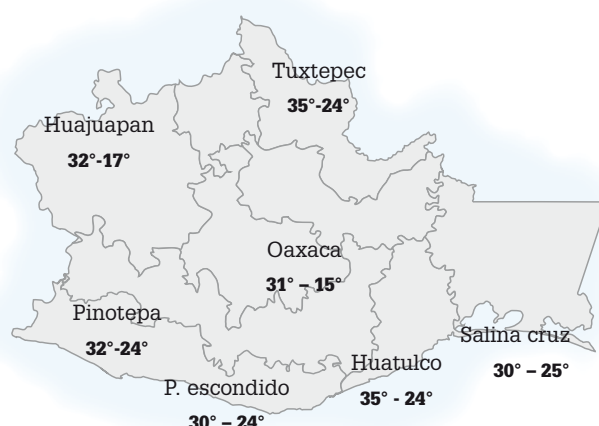 Tuxtepec
35°-24°
Huajuapan
32°-17°
Oaxaca
31° – 15°
Pinotepa
32°-24°
Salina cruz
30° – 25°
Huatulco
35° - 24°
P. escondido
30° – 24°